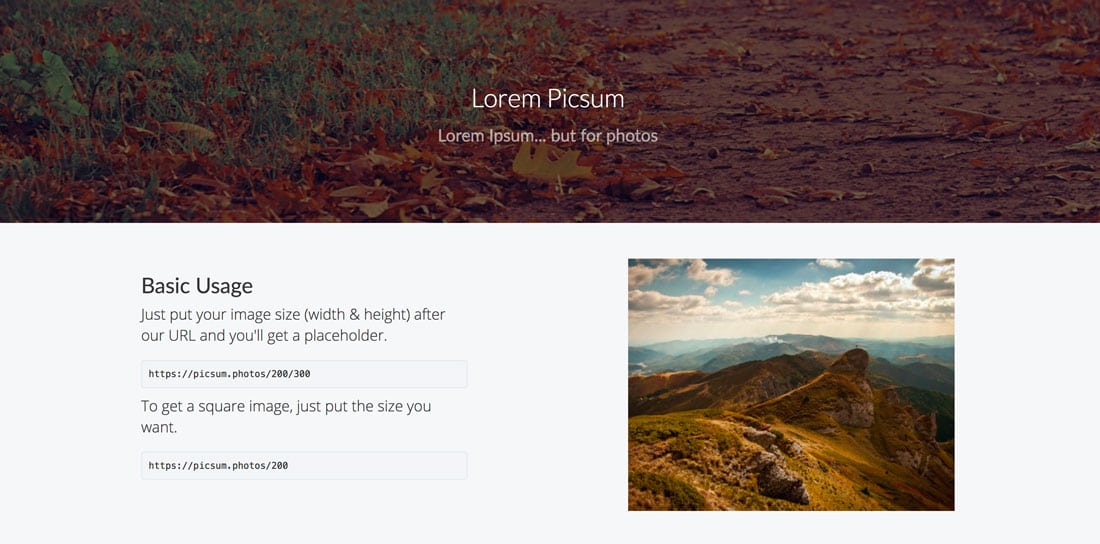 Lorem Picsum
Lorem Ipsum... but for photos
Basic Usage
Just put your image size (width & height) after
our URL and you'll get a placeholder.
https://picsum.photos/200/300
To get a square image, just put the size you
want.
https://picsum.photos/200